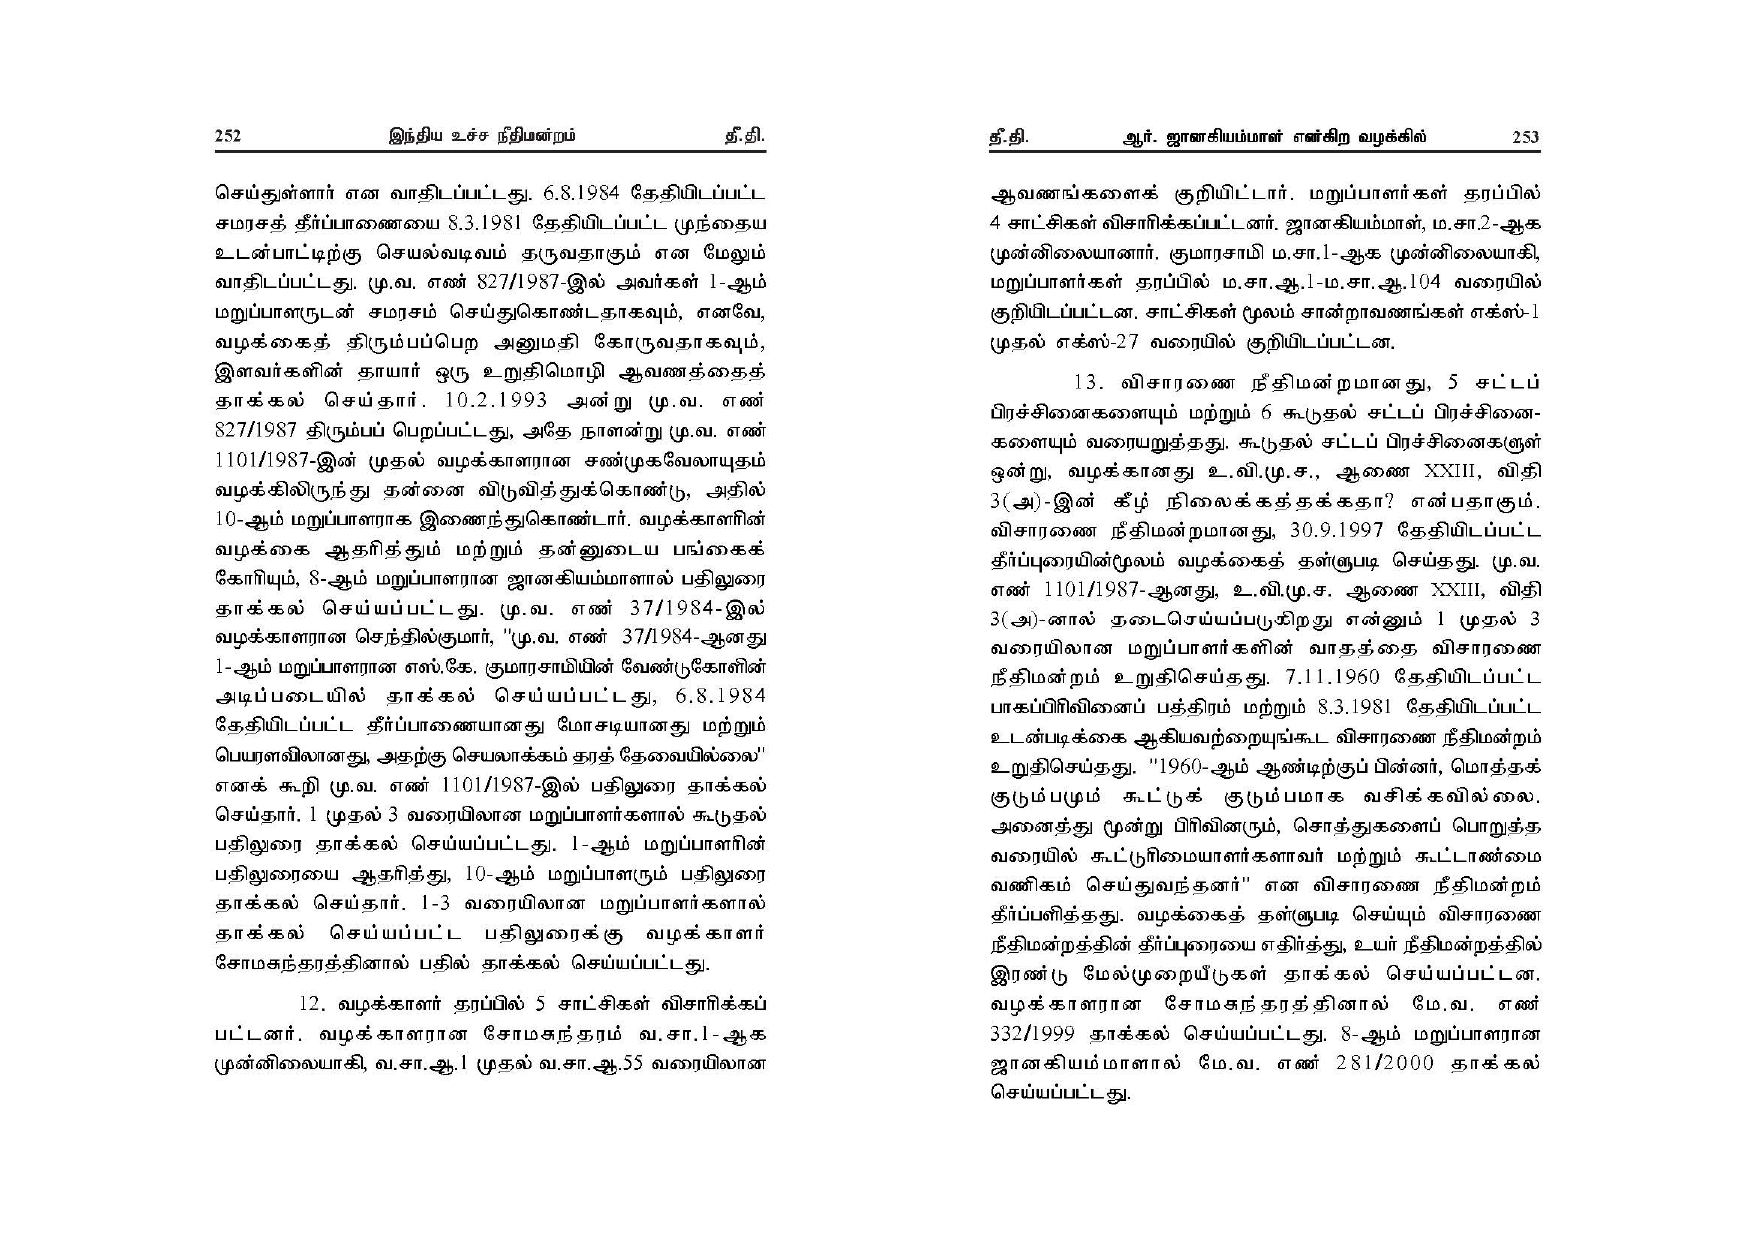 252 இந்திய உச்ச நீதிமன்றம் தீ.தி.
செய்துள்ளார் என வாதிடப்பட்டது. 6.8.1984 தேதியிடப்பட்ட
சமரசத் தீர்ப்பாணையை 8.3.1981 தேதியிடப்பட்ட முந்தைய
உடன்பாட்டிற்கு செயல்வடிவம் தருவதாகும் என மேலும்
வாதிடப்பட்டது. மு.வ. எண் 827/1987-இல் அவர்கள் 1-ஆம்
மறுப்பாளருடன் சமரசம் செய்துகொண்டதாகவும், எனவே,
வழக்கைத் திரும்பப்பெற அனுமதி கோருவதாகவும்,
இளவர்களின் தாயார் ஒரு உறுதிமொழி ஆவணத்தைத்
தாக்கல் செய்தார். 10.2.1993 அன்று மு.வ. எண்
827/1987 திரும்பப் பெறப்பட்டது, அதே நாளன்று மு.வ. எண்
1101/1987-இன் முதல் வழக்காளரான சண்முகவேலாயுதம்
வழக்கிலிருந்து தன்னை விடுவித்துக்கொண்டு, அதில்
10-ஆம் மறுப்பாளராக இணைந்துகொண்டார். வழக்காளரின்
வழக்கை ஆதரித்தும் மற்றும் தன்னுடைய பங்கைக்
கோரியும், 8-ஆம் மறுப்பாளரான ஜானகியம்மாளால் பதிலுரை
தாக்கல் செய்யப்பட்டது. மு.வ. எண் 37/1984-இல்
வழக்காளரான செந்தில்குமார், "மு.வ. எண் 37/1984-ஆனது
1-ஆம் மறுப்பாளரான எஸ்.கே. குமாரசாமியின் வேண்டுகோளின்
அடிப்படையில் தாக்கல் செய்யப்பட்டது, 6.8.1984
தேதியிடப்பட்ட தீர்ப்பாணையானது மோசடியானது மற்றும்
பெயரளவிலானது, அதற்கு செயலாக்கம் தரத் தேவையில்லை"
எனக் கூறி மு.வ. எண் 1101/1987-இல் பதிலுரை தாக்கல்
செய்தார். 1 முதல் 3 வரையிலான மறுப்பாளர்களால் கூடுதல்
பதிலுரை தாக்கல் செய்யப்பட்டது. 1-ஆம் மறுப்பாளரின்
பதிலுரையை ஆதரித்து, 10-ஆம் மறுப்பாளரும் பதிலுரை
தாக்கல் செய்தார். 1-3 வரையிலான மறுப்பாளர்களால்
தாக்கல் செய்யப்பட்ட பதிலுரைக்கு வழக்காளர்
சோமசுந்தரத்தினால் பதில் தாக்கல் செய்யப்பட்டது.
12. வழக்காளர் தரப்பில் 5 சாட்சிகள் விசாரிக்கப்
பட்டனர். வழக்காளரான சோமசுந்தரம் வ.சா.1-ஆக
முன்னிலையாகி, வ.சா.ஆ.1 முதல் வ.சா.ஆ.55 வரையிலான
தீ.தி. ஆர். ஜானகியம்மாள் என்கிற வழக்கில் 253
ஆவணங்களைக் குறியிட்டார். மறுப்பாளர்கள் தரப்பில்
4 சாட்சிகள் விசாரிக்கப்பட்டனர். ஜானகியம்மாள், ம.சா.2-ஆக
முன்னிலையானார். குமாரசாமி ம.சா.1-ஆக முன்னிலையாகி,
மறுப்பாளர்கள் தரப்பில் ம.சா.ஆ.1-ம.சா.ஆ.104 வரையில்
குறியிடப்பட்டன. சாட்சிகள் மூலம் சான்றாவணங்கள் எக்ஸ்-1
முதல் எக்ஸ்-27 வரையில் குறியிடப்பட்டன.
13. விசாரணை நீதிமன்றமானது, 5 சட்டப்
பிரச்சினைகளையும் மற்றும் 6 கூடுதல் சட்டப் பிரச்சினை-
களையும் வரையறுத்தது. கூடுதல் சட்டப் பிரச்சினைகளுள்
ஒன்று, வழக்கானது உ.வி.மு.ச., ஆணை XXIII, விதி
3(அ)-இன் கீழ் நிலைக்கத்தக்கதா? என்பதாகும்.
விசாரணை நீதிமன்றமானது, 30.9.1997 தேதியிடப்பட்ட
தீர்ப்புரையின்மூலம் வழக்கைத் தள்ளுபடி செய்தது. மு.வ.
எண் 1101/1987-ஆனது, உ.வி.மு.ச. ஆணை XXIII, விதி
3(அ)-னால் தடைசெய்யப்படுகிறது என்னும் 1 முதல் 3
வரையிலான மறுப்பாளர்களின் வாதத்தை விசாரணை
நீதிமன்றம் உறுதிசெய்தது. 7.11.1960 தேதியிடப்பட்ட
பாகப்பிரிவினைப் பத்திரம் மற்றும் 8.3.1981 தேதியிடப்பட்ட
உடன்படிக்கை ஆகியவற்றையுங்கூட விசாரணை நீதிமன்றம்
உறுதிசெய்தது. "1960-ஆம் ஆண்டிற்குப் பின்னர், மொத்தக்
குடும்பமும் கூட்டுக் குடும்பமாக வசிக்கவில்லை.
அனைத்து மூன்று பிரிவினரும், சொத்துகளைப் பொறுத்த
வரையில் கூட்டுரிமையாளர்களாவர் மற்றும் கூட்டாண்மை
வணிகம் செய்துவந்தனர்" என விசாரணை நீதிமன்றம்
தீர்ப்பளித்தது. வழக்கைத் தள்ளுபடி செய்யும் விசாரணை
நீதிமன்றத்தின் தீர்ப்புரையை எதிர்த்து, உயர் நீதிமன்றத்தில்
இரண்டு மேல்முறையீடுகள் தாக்கல் செய்யப்பட்டன.
வழக்காளரான சோமசுந்தரத்தினால் மே.வ. எண்
332/1999 தாக்கல் செய்யப்பட்டது. 8-ஆம் மறுப்பாளரான
ஜானகியம்மாளால் மே.வ. எண் 281/2000 தாக்கல்
செய்யப்பட்டது.